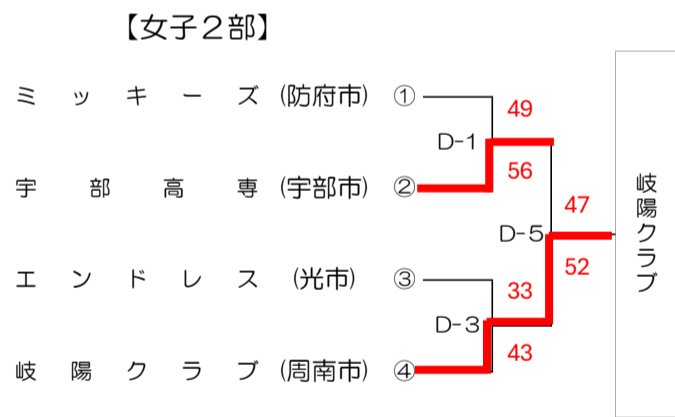 【女子２部】
ミッキーズ (防府市) ①
49
D-1
56
宇部高専 (宇部市) ②
47
D-5
52
岐陽クラブ
エンドレス (光市) ③
33
D-3
43
岐陽クラブ (周南市) ④